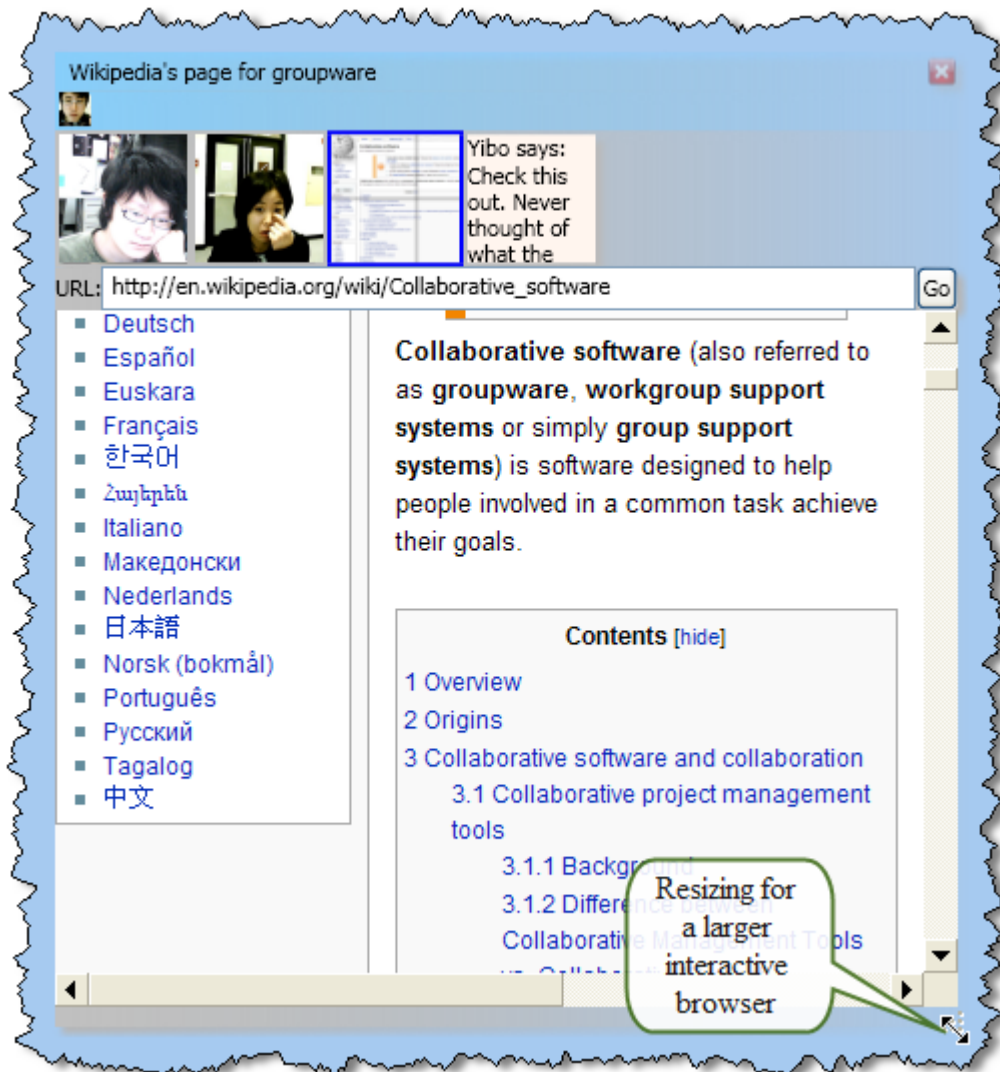 Wikipedia's page for groupware
Yibo says:
Check this
out. Never
thought of
what the
URL: http://en.wikipedia.org/wiki/Collaborative_software Go
Deutsch
Español
Euskara
Français
한국어
Հայերեն
Italiano
Македонски
Nederlands
日本語
Norsk (bokmål)
Português
Русский
Tagalog
中文
Collaborative software (also referred to
as groupware, workgroup support
systems or simply group support
systems) is software designed to help
people involved in a common task achieve
their goals.
Contents [hide]
1 Overview
2 Origins
3 Collaborative software and collaboration
3.1 Collaborative project management
tools
3.1.1 Background
3.1.2 Difference between
Collaborative Management Tools
Resizing for
a larger
interactive
browser